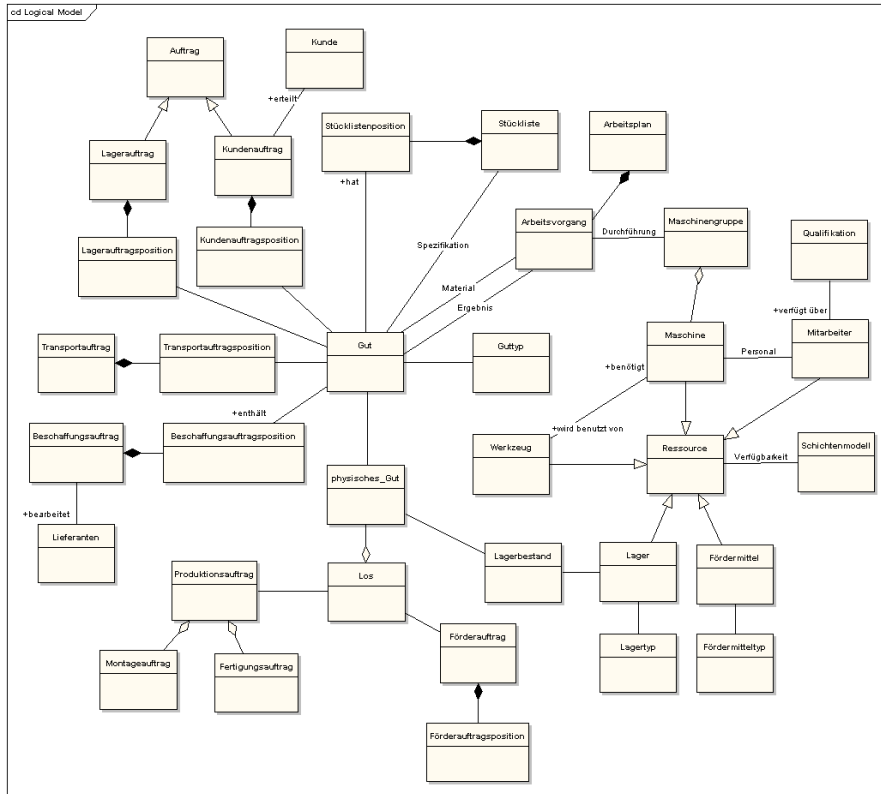 cd Logical Model
Auftrag
Kunde
+erteilt
Lagerauftrag
Kundenauftrag
Stücklistenposition
Stückliste
Arbeitsplan
+hat
Lagerauftragsposition
Kundenauftragsposition
Spezifikation
Arbeitsvorgang
Durchführung
Maschinengruppe
Qualifikation
Material
Ergebnis
+verfügt über
Transportauftrag
Transportauftragsposition
Gut
Guttyp
Maschine
Personal
Mitarbeiter
+benötigt
+enthält
Beschaffungsauftrag
Beschaffungsauftragsposition
+wird benutzt von
Werkzeug
Ressource
Verfügbarkeit
Schichtenmodell
physisches_Gut
+bearbeitet
Lieferanten
Lagerbestand
Lager
Fördermittel
Produktionsauftrag
Los
Montageauftrag
Fertigungsauftrag
Förderauftrag
Lagertyp
Fördermitteltyp
Förderauftragsposition